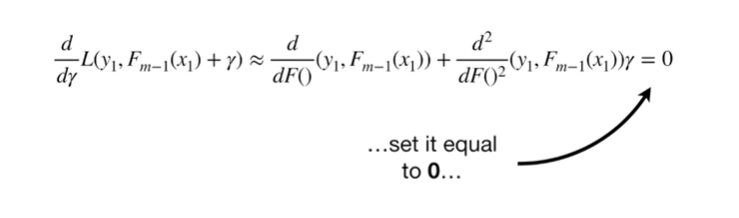 d/dγ L(y₁, Fₘ₋₁(x₁) + γ) ≈ d/dF() (y₁, Fₘ₋₁(x₁)) + d²/dF()² (y₁, Fₘ₋₁(x₁))γ = 0
...set it equal
to 0...